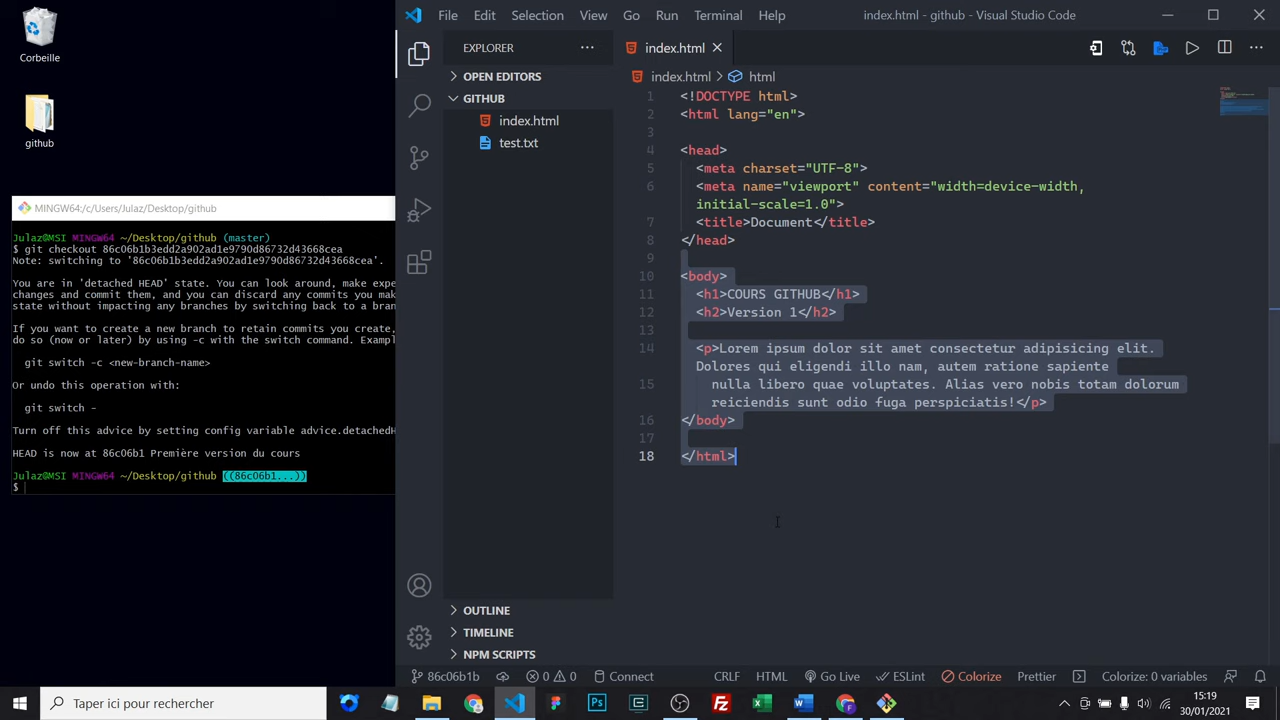 Corbeille
github
MINGW64:/c/Users/Julaz/Desktop/github
Julaz@MSI MINGW64 ~/Desktop/github (master)
$ git checkout 86c06b1b3edd2a902ad1e9790d86732d43668cea
Note: switching to '86c06b1b3edd2a902ad1e9790d86732d43668cea'.
You are in 'detached HEAD' state. You can look around, make expe
changes and commit them, and you can discard any commits you mak
state without impacting any branches by switching back to a bran
If you want to create a new branch to retain commits you create,
do so (now or later) by using -c with the switch command. Exampl
git switch -c <new-branch-name>
Or undo this operation with:
git switch -
Turn off this advice by setting config variable advice.detachedH
HEAD is now at 86c06b1 Première version du cours
Julaz@MSI MINGW64 ~/Desktop/github ((86c06b1...))
$
File Edit Selection View Go Run Terminal Help index.html - github - Visual Studio Code
EXPLORER
OPEN EDITORS
GITHUB
index.html
test.txt
OUTLINE
TIMELINE
NPM SCRIPTS
index.html
index.html > html
1 <!DOCTYPE html>
2 <html lang="en">
3
4 <head>
5 <meta charset="UTF-8">
6 <meta name="viewport" content="width=device-width,
initial-scale=1.0">
7 <title>Document</title>
8 </head>
9
10 <body>
11 <h1>COURS GITHUB</h1>
12 <h2>Version 1</h2>
13
14 <p>Lorem ipsum dolor sit amet consectetur adipisicing elit.
Dolores qui eligendi illo nam, autem ratione sapiente
15 nulla libero quae voluptates. Alias vero nobis totam dolorum
reiciendis sunt odio fuga perspiciatis!</p>
16 </body>
17
18 </html>
86c06b1b 0 0 Connect CRLF HTML Go Live ESLint Colorize Prettier Colorize: 0 variables
Taper ici pour rechercher
15:19
30/01/2021